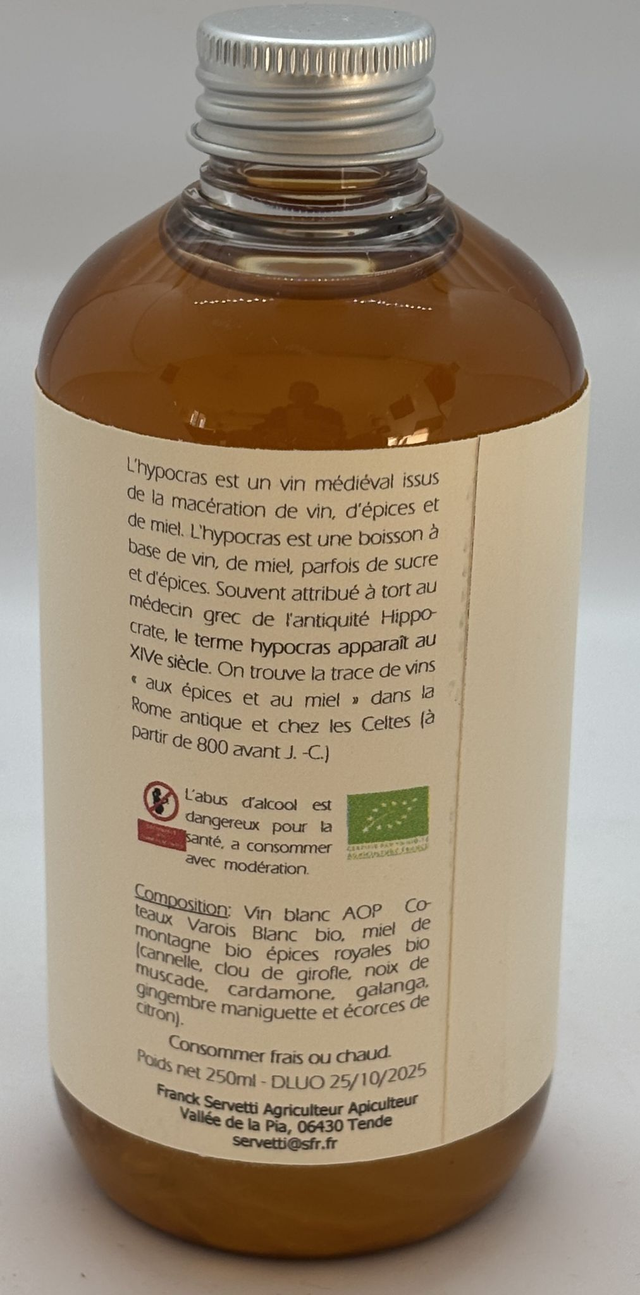 L'hypocras est un vin médiéval issus
de la macération de vin, d'épices et
de miel. L'hypocras est une boisson à
base de vin, de miel, parfois de sucre
et d'épices. Souvent attribué à tort au
médecin grec de l'antiquité Hippo-
crate, le terme hypocras apparaît au
XIVe siècle. On trouve la trace de vins
« aux épices et au miel » dans la
Rome antique et chez les Celtes (à
partir de 800 avant J. -C.)
L'abus d'alcool est
dangereux pour la
santé, a consommer
avec modération.
Composition: Vin blanc AOP Co-
teaux Varois Blanc bio, miel de
montagne bio épices royales bio
(cannelle, clou de girofle, noix de
muscade, cardamone, galanga,
gingembre maniguette et écorces de
citron).
Consommer frais ou chaud.
Poids net 250ml - DLUO 25/10/2025
Franck Servetti Agriculteur Apiculteur
Vallée de la Pia, 06430 Tende
servetti@sfr.fr